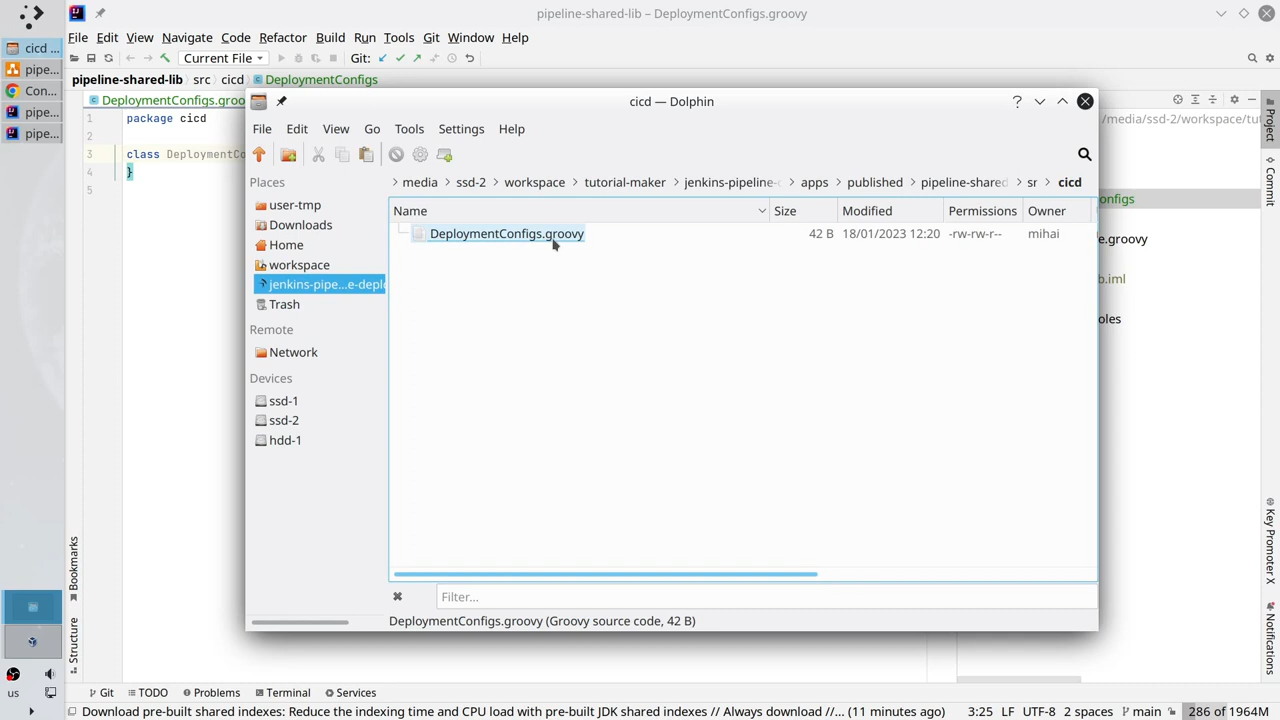 pipeline-shared-lib – DeploymentConfigs.groovy
File Edit View Navigate Code Refactor Build Run Tools Git Window Help
Current File
Git:
pipeline-shared-lib src cicd DeploymentConfigs
cicd ...
pipe...
Con...
pipe...
pipe...
us
DeploymentConfigs.groo
1 package cicd
2
3 class DeploymentCo
4 }
5
/media/ssd-2/workspace/tut
onfigs
e.groovy
b.iml
oles
Project
Commit
Key Promoter X
Notifications
Bookmarks
Structure
cicd — Dolphin
File Edit View Go Tools Settings Help
Places
user-tmp
Downloads
Home
workspace
jenkins-pipe...e-depl
Trash
Remote
Network
Devices
ssd-1
ssd-2
hdd-1
media ssd-2 workspace tutorial-maker jenkins-pipeline- apps published pipeline-shared sr cicd
Name Size Modified Permissions Owner
DeploymentConfigs.groovy 42 B 18/01/2023 12:20 -rw-rw-r-- mihai
Filter...
DeploymentConfigs.groovy (Groovy source code, 42 B)
Git TODO Problems Terminal Services
Download pre-built shared indexes: Reduce the indexing time and CPU load with pre-built JDK shared indexes // Always download //... (11 minutes ago) 3:25 LF UTF-8 2 spaces main 286 of 1964M